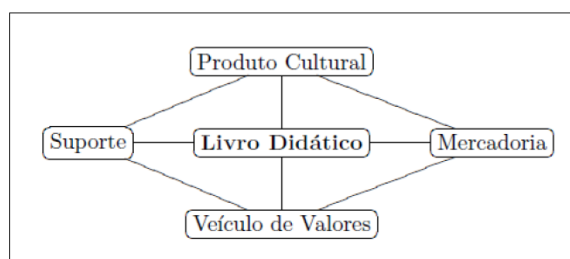 Produto Cultural
Suporte
Livro Didático
Mercadoria
Veículo de Valores